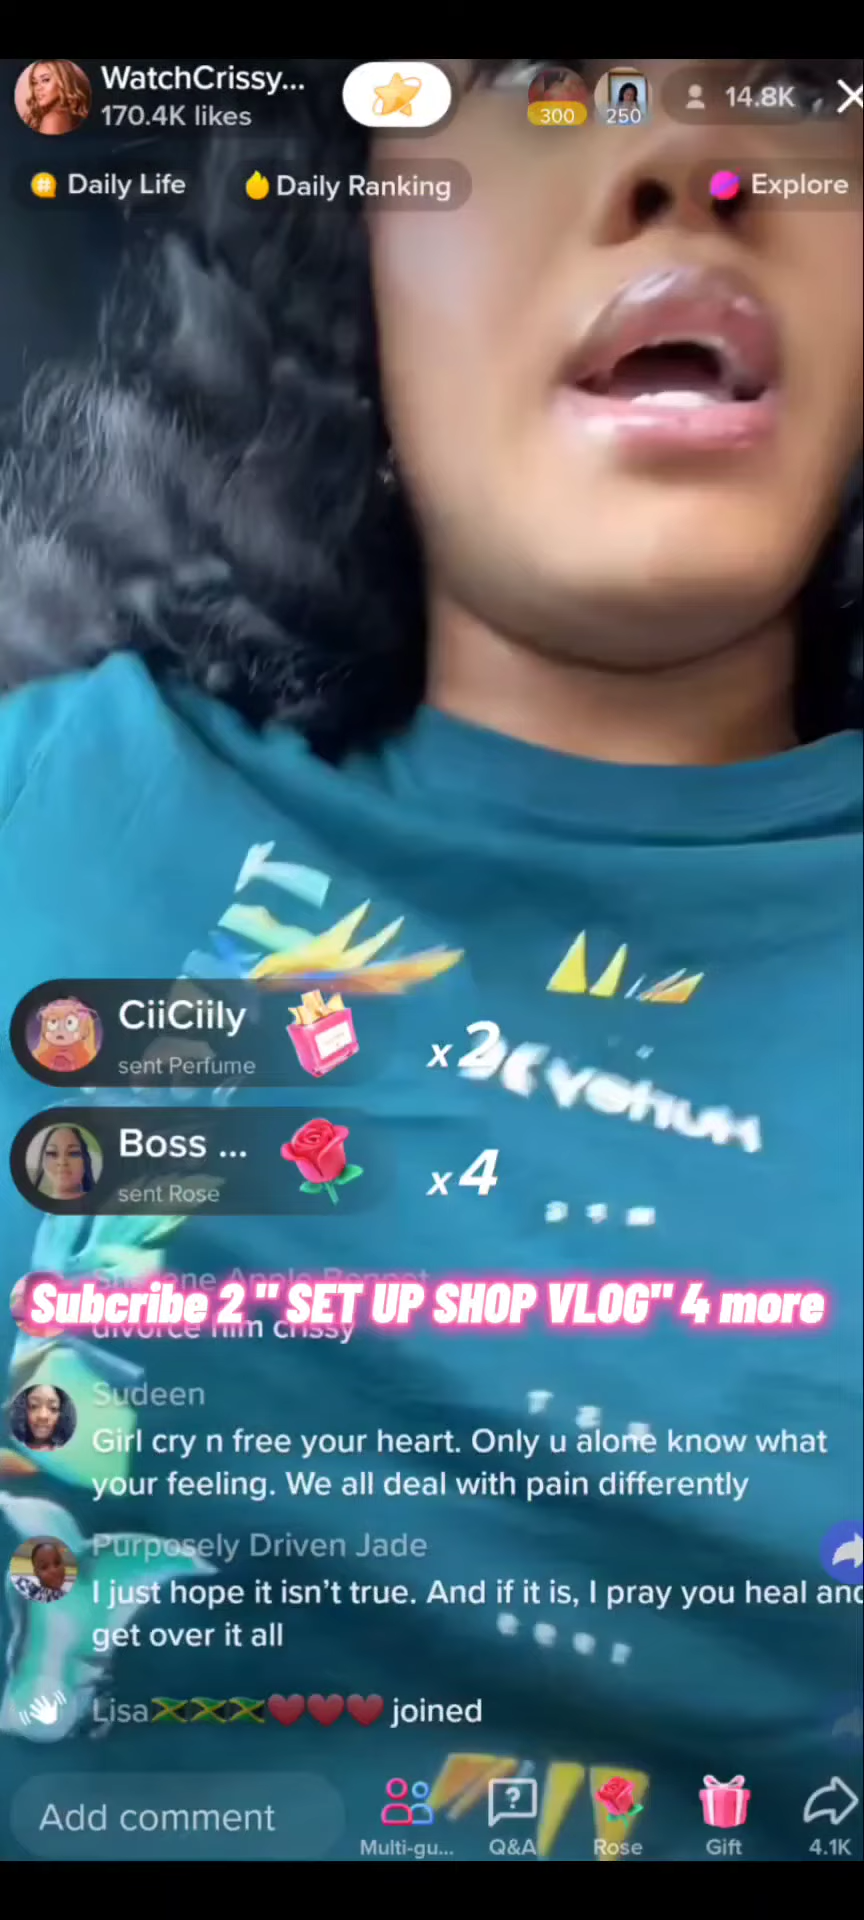 WatchCrissy...
170.4K likes
300
250
14.8K
Daily Life
Daily Ranking
Explore
CiiCiily
sent Perfume
x2
Boss ...
sent Rose
x4
Subcribe 2 " SET UP SHOP VLOG" 4 more
divorce him crissy
Sudeen
Girl cry n free your heart. Only u alone know what
your feeling. We all deal with pain differently
Purposely Driven Jade
I just hope it isn't true. And if it is, I pray you heal and
get over it all
Lisa🇯🇲🇯🇲🇯🇲❤️❤️❤️ joined
Add comment
Multi-gu...
Q&A
Rose
Gift
4.1K